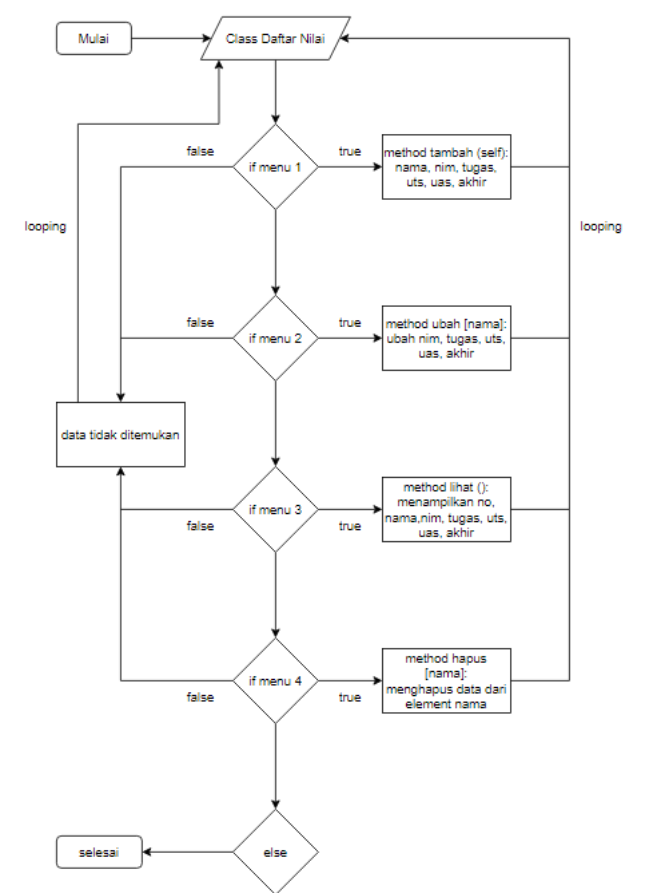 Mulai
Class Daftar Nilai
false
if menu 1
true
method tambah (self):
nama, nim, tugas,
uts, uas, akhir
looping
looping
false
if menu 2
true
method ubah [nama]:
ubah nim, tugas, uts,
uas, akhir
data tidak ditemukan
false
if menu 3
true
method lihat ():
menampilkan no,
nama,nim, tugas, uts,
uas, akhir
false
if menu 4
true
method hapus
[nama]:
menghapus data dari
element nama
selesai
else